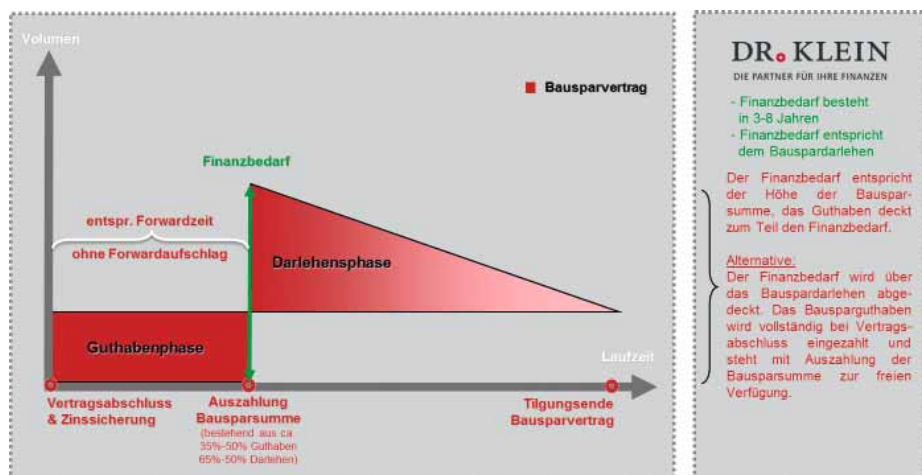 Volumen
Bausparvertrag
Finanzbedarf
entspr. Forwardzeit
ohne Forwardaufschlag
Darlehensphase
Guthabenphase
Laufzeit
Vertragsabschluss
& Zinssicherung
Auszahlung
Bausparsumme
(bestehend aus ca
35%-50% Guthaben
65%-50% Darlehen)
Tilgungsende
Bausparvertrag
DR. KLEIN
DIE PARTNER FÜR IHRE FINANZEN
- Finanzbedarf besteht
in 3-8 Jahren
- Finanzbedarf entspricht
dem Bauspardarlehen
Der Finanzbedarf entspricht
der Höhe der Bauspar-
summe, das Guthaben deckt
zum Teil den Finanzbedarf.
Alternative:
Der Finanzbedarf wird über
das Bauspardarlehen abge-
deckt. Das Bausparguthaben
wird vollständig bei Vertrags-
abschluss eingezahlt und
steht mit Auszahlung der
Bausparsumme zur freien
Verfügung.